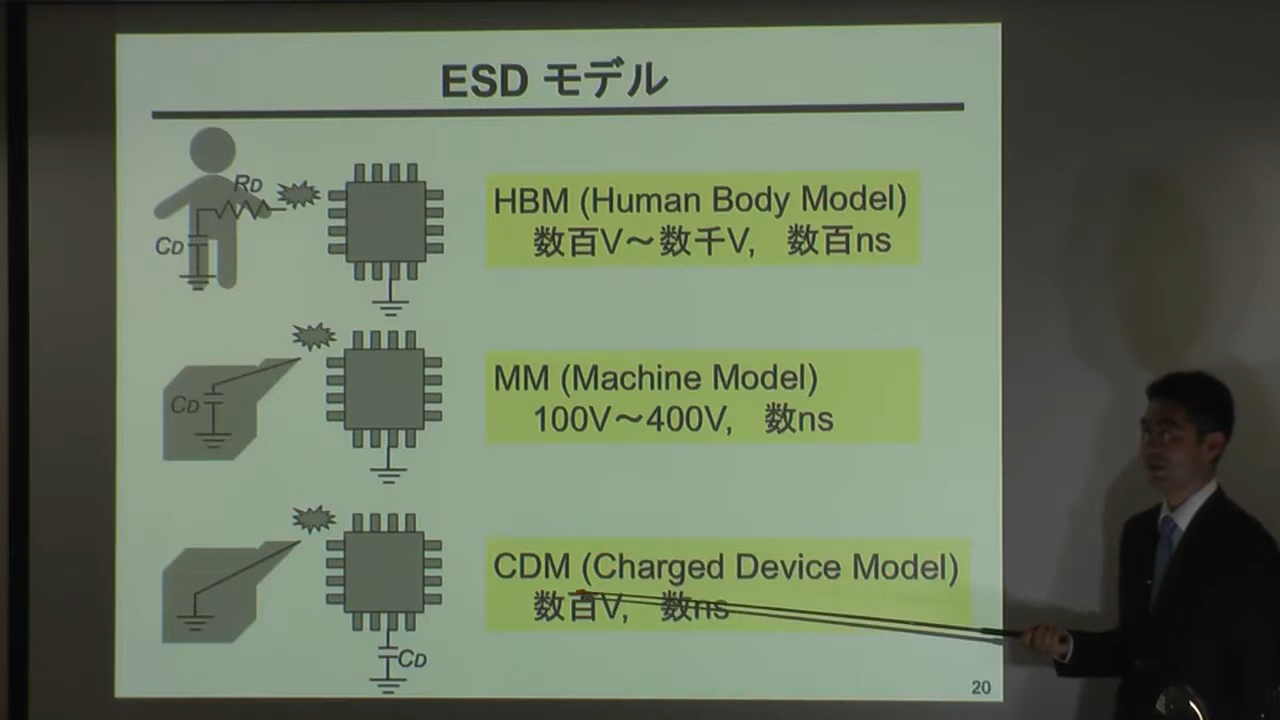 ESD モデル
RD
CD
HBM (Human Body Model)
数百V～数千V, 数百ns
CD
MM (Machine Model)
100V～400V, 数ns
CDM (Charged Device Model)
数百V, 数ns
CD
20